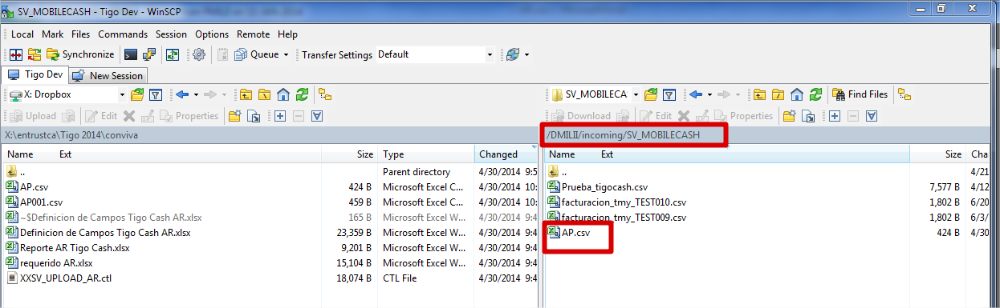 SV_MOBILECASH - Tigo Dev - WinSCP
Local Mark Files Commands Session Options Remote Help
Synchronize Queue Transfer Settings Default
Tigo Dev New Session
X: Dropbox SV_MOBILECA Find Files
Upload Edit Properties Download Edit Properties
X:\entrustca\Tigo 2014\conviva /DMILII/incoming/SV_MOBILECASH
Name Ext Size Type Changed Name Ext Size Cha
.. Parent directory 4/30/2014 9:5 .. 4/21
AP.csv 424 B Microsoft Excel C... 4/30/2014 10: Prueba_tigocash.csv 7,577 B 4/12
AP001.csv 459 B Microsoft Excel C... 4/30/2014 10: facturacion_tmy_TEST010.csv 1,802 B 6/20
~$Definicion de Campos Tigo Cash AR.xlsx 165 B Microsoft Excel W... 4/30/2014 9:4 facturacion_tmy_TEST009.csv 1,802 B 6/3/
Definicion de Campos Tigo Cash AR.xlsx 23,359 B Microsoft Excel W... 4/30/2014 9:4 AP.csv 424 B 4/30
Reporte AR Tigo Cash.xlsx 9,201 B Microsoft Excel W... 4/30/2014 9:4
requerido AR.xlsx 15,104 B Microsoft Excel W... 4/30/2014 9:4
XXSV_UPLOAD_AR.ctl 18,074 B CTL File 4/30/2014 9:4